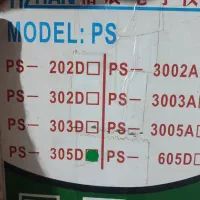 MODEL: PS
PS— 202D□ PS— 3002A
PS— 302D□ PS— 3003A
PS— 303D□ PS— 3005A
PS— 305D■ PS— 605D□